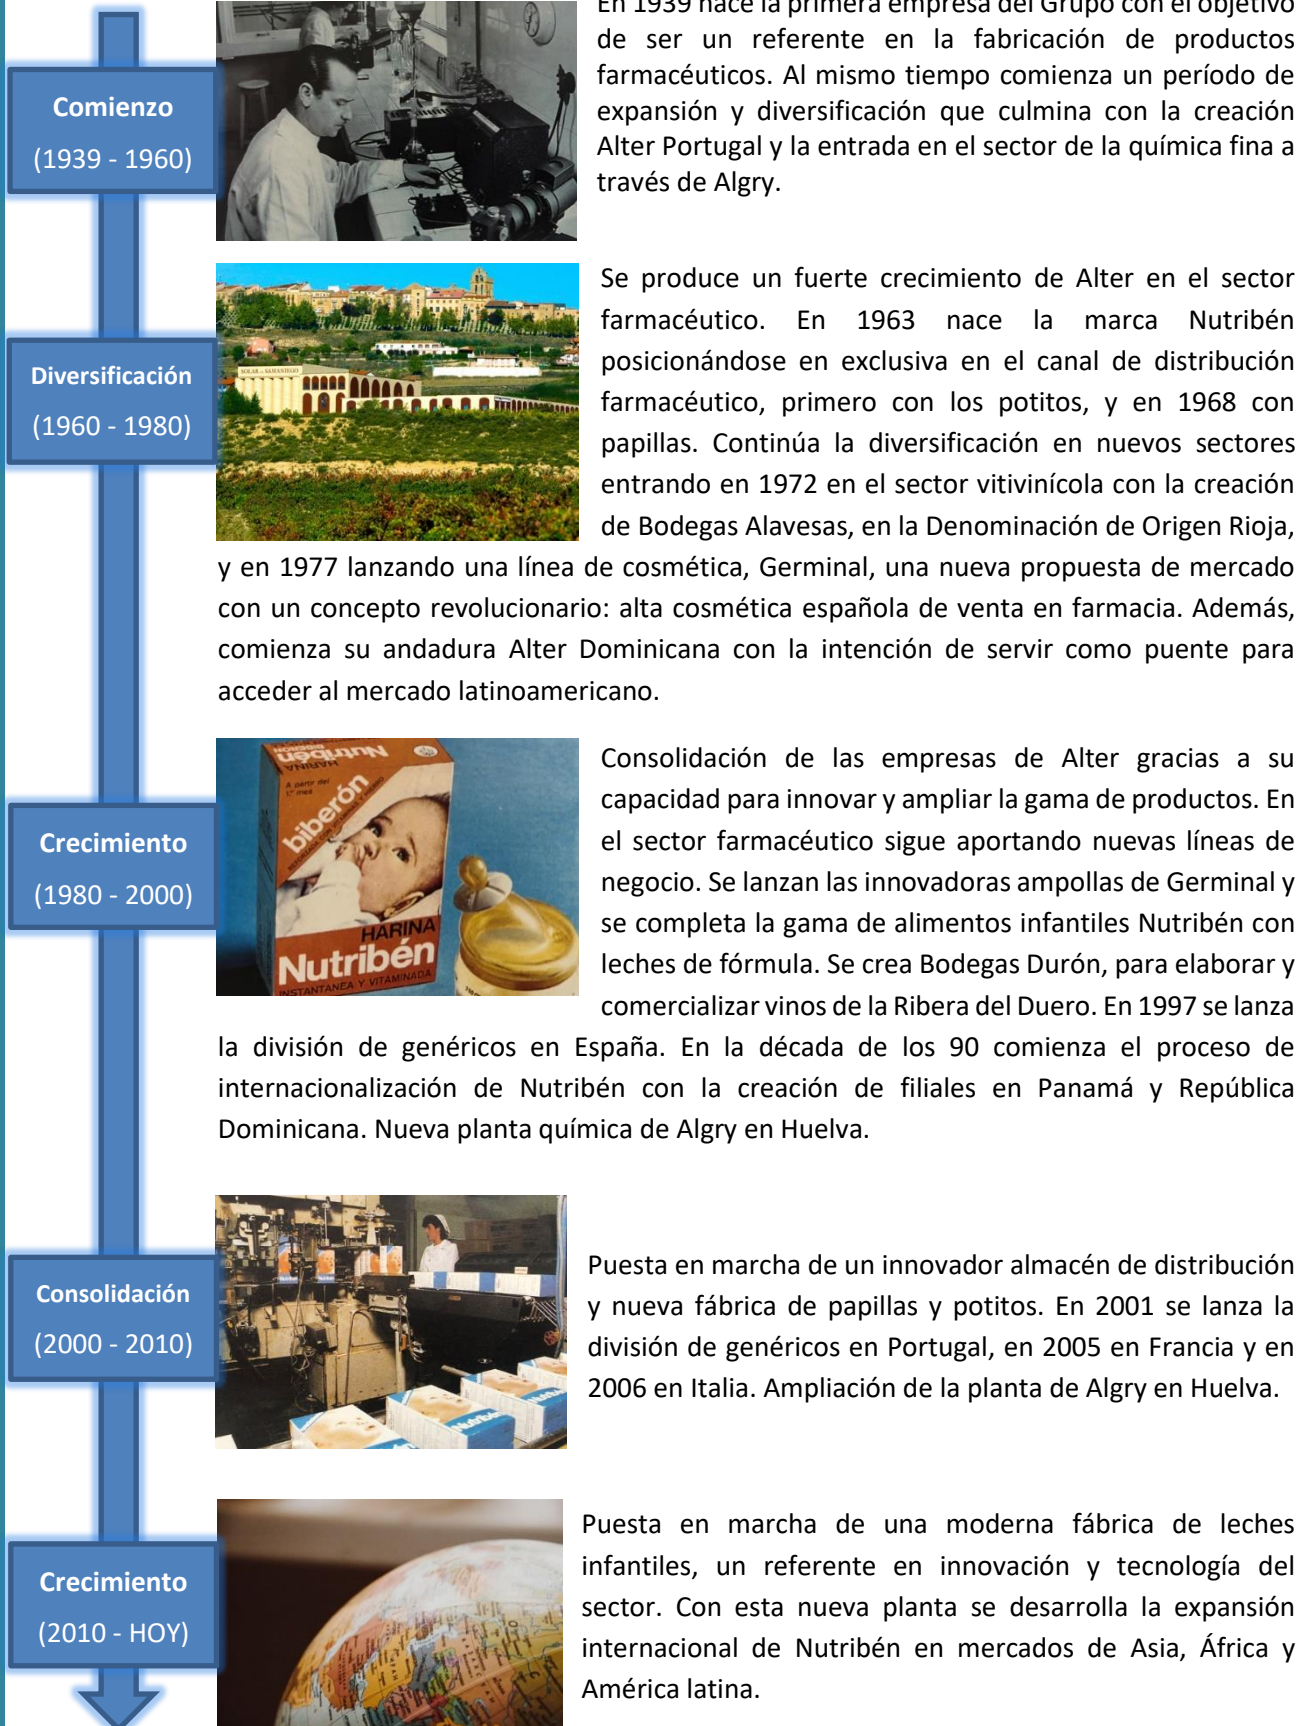 En 1939 nace la primera empresa del Grupo con el objetivo
de ser un referente en la fabricación de productos
farmacéuticos. Al mismo tiempo comienza un período de
expansión y diversificación que culmina con la creación
Alter Portugal y la entrada en el sector de la química fina a
través de Algry.
Comienzo
(1939 - 1960)
Se produce un fuerte crecimiento de Alter en el sector
farmacéutico. En 1963 nace la marca Nutribén
posicionándose en exclusiva en el canal de distribución
farmacéutico, primero con los potitos, y en 1968 con
papillas. Continúa la diversificación en nuevos sectores
entrando en 1972 en el sector vitivinícola con la creación
de Bodegas Alavesas, en la Denominación de Origen Rioja,
y en 1977 lanzando una línea de cosmética, Germinal, una nueva propuesta de mercado
con un concepto revolucionario: alta cosmética española de venta en farmacia. Además,
comienza su andadura Alter Dominicana con la intención de servir como puente para
acceder al mercado latinoamericano.
Diversificación
(1960 - 1980)
SOLAR DE SAMANIEGO
Consolidación de las empresas de Alter gracias a su
capacidad para innovar y ampliar la gama de productos. En
el sector farmacéutico sigue aportando nuevas líneas de
negocio. Se lanzan las innovadoras ampollas de Germinal y
se completa la gama de alimentos infantiles Nutribén con
leches de fórmula. Se crea Bodegas Durón, para elaborar y
comercializar vinos de la Ribera del Duero. En 1997 se lanza
la división de genéricos en España. En la década de los 90 comienza el proceso de
internacionalización de Nutribén con la creación de filiales en Panamá y República
Dominicana. Nueva planta química de Algry en Huelva.
Crecimiento
(1980 - 2000)
Nutribén
BIBERON
HARINA
A partir del
1.er mes
biberón
HARINA
Nutribén
INSTANTANEA Y VITAMINADA
Puesta en marcha de un innovador almacén de distribución
y nueva fábrica de papillas y potitos. En 2001 se lanza la
división de genéricos en Portugal, en 2005 en Francia y en
2006 en Italia. Ampliación de la planta de Algry en Huelva.
Consolidación
(2000 - 2010)
Nutribén
Nutribén
Puesta en marcha de una moderna fábrica de leches
infantiles, un referente en innovación y tecnología del
sector. Con esta nueva planta se desarrolla la expansión
internacional de Nutribén en mercados de Asia, África y
América latina.
Crecimiento
(2010 - HOY)